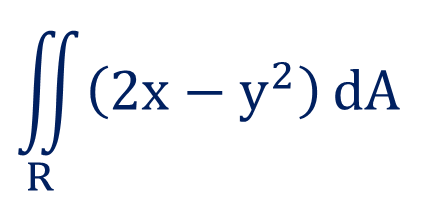 ∬ (2x − y²) dA
R